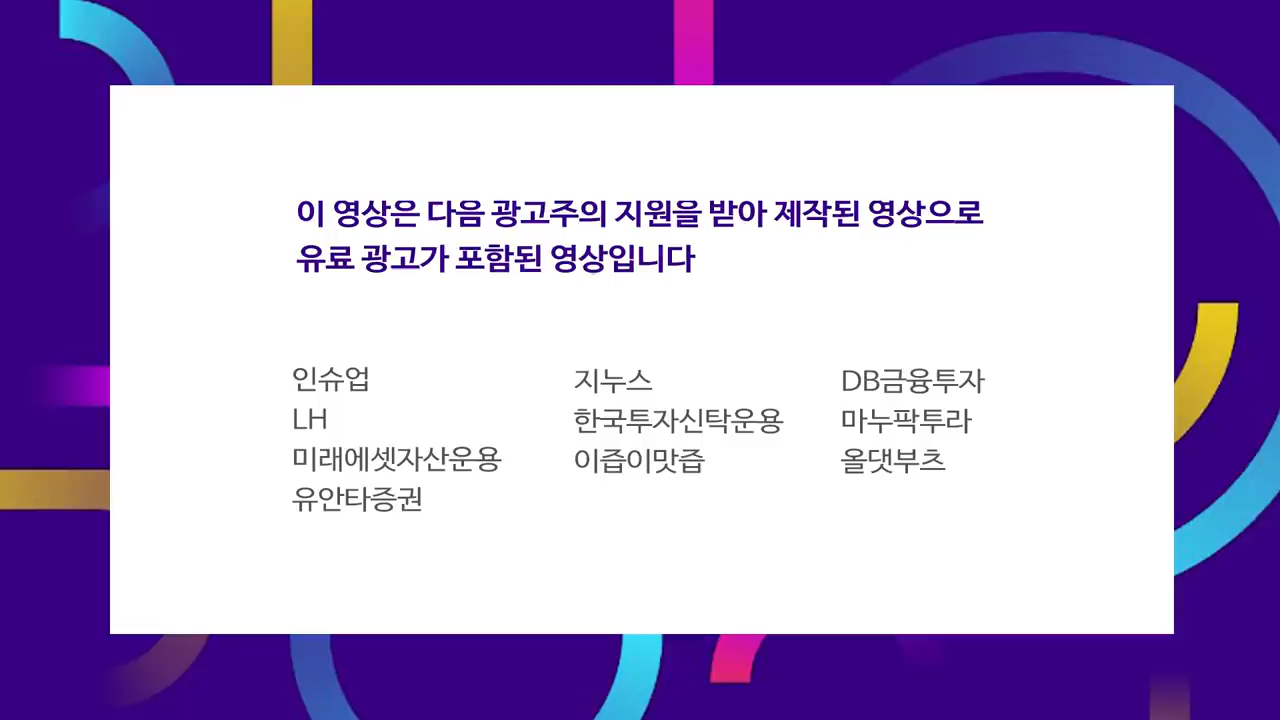 이 영상은 다음 광고주의 지원을 받아 제작된 영상으로
유료 광고가 포함된 영상입니다
인슈업
LH
미래에셋자산운용
유안타증권
지누스
한국투자신탁운용
이즙이맛즙
DB금융투자
마누팍투라
올댓부츠